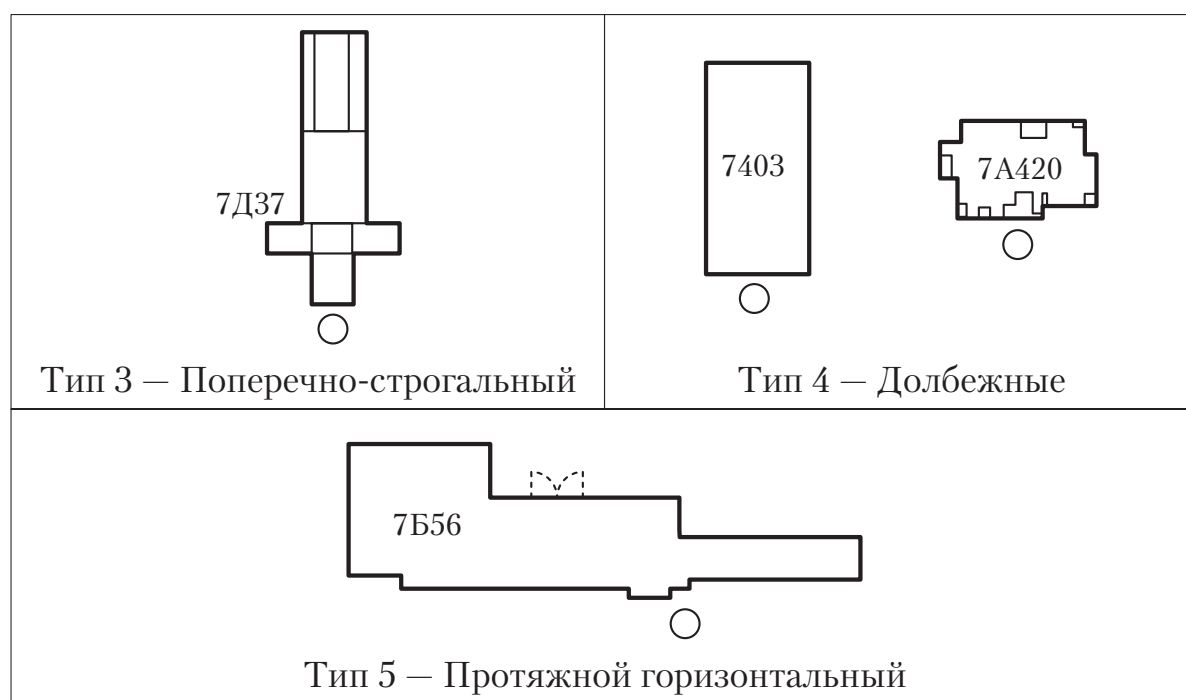 7Д37
Тип 3 — Поперечно-строгальный
7403
7А420
Тип 4 — Долбежные
7Б56
Тип 5 — Протяжной горизонтальный